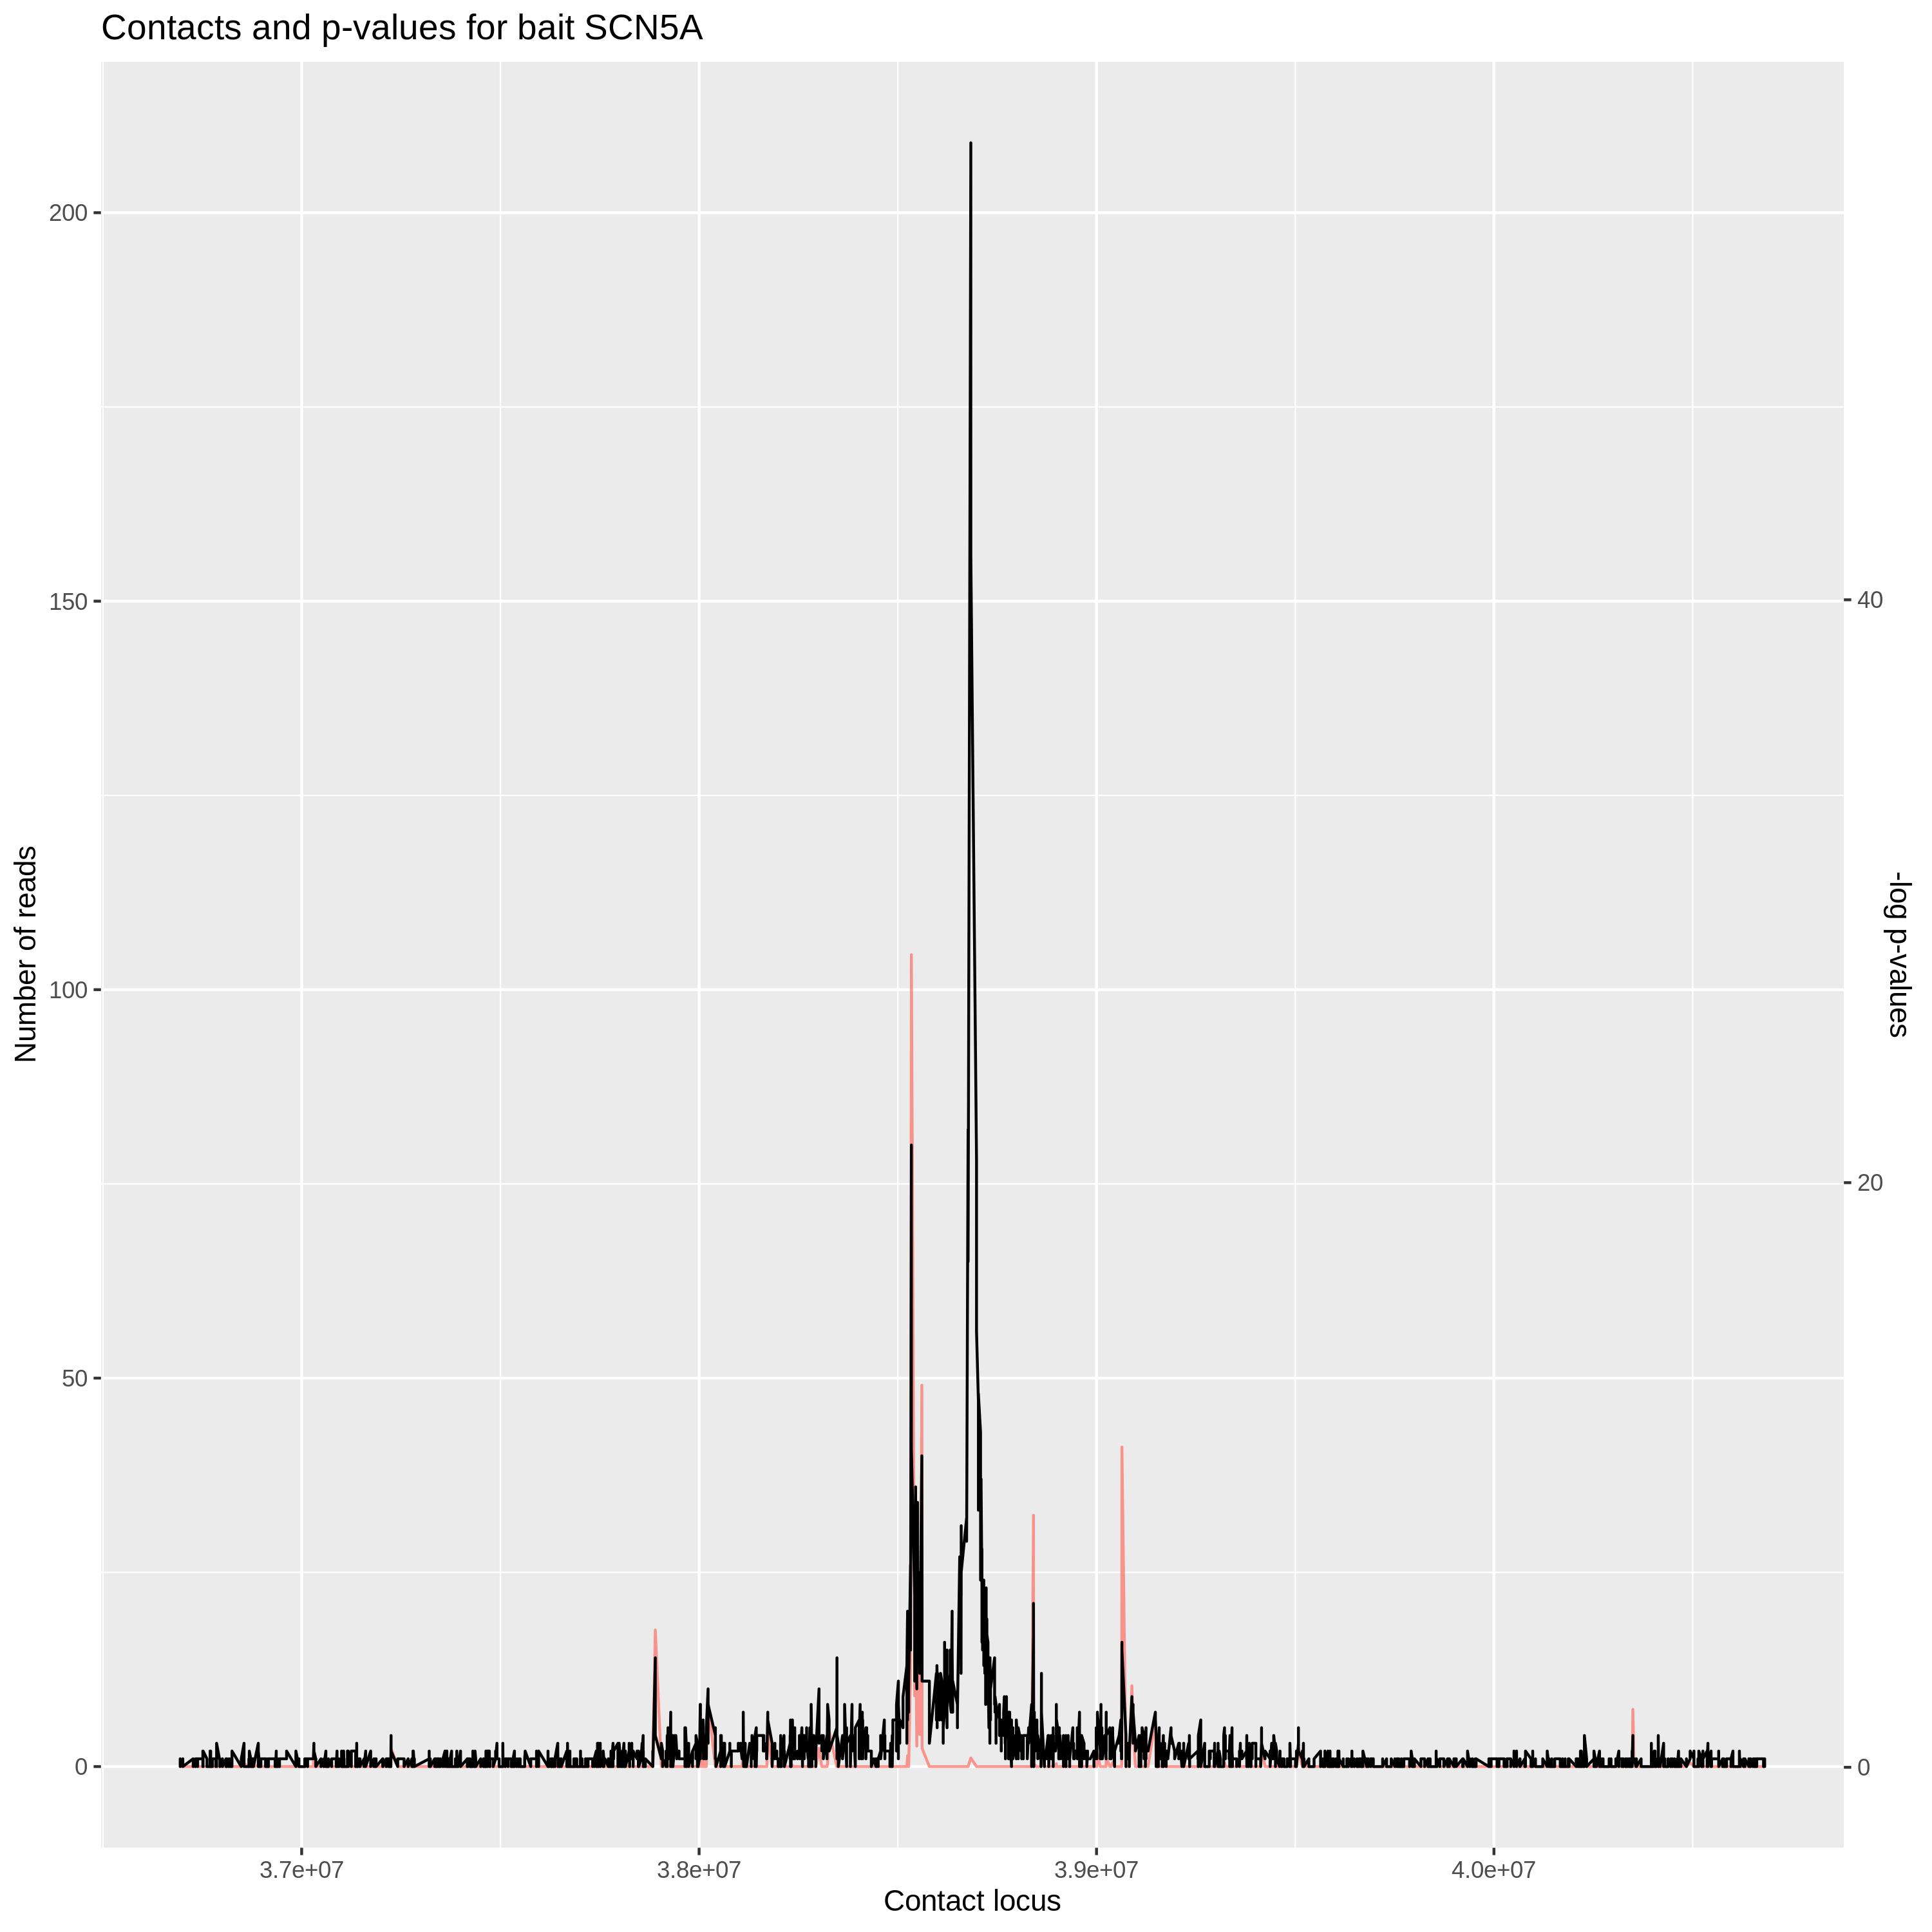 Contacts and p-values for bait SCN5A
Number of reads
200
150
100
50
0
40
20
0
-log p-values
3.7e+07
3.8e+07
3.9e+07
4.0e+07
Contact locus